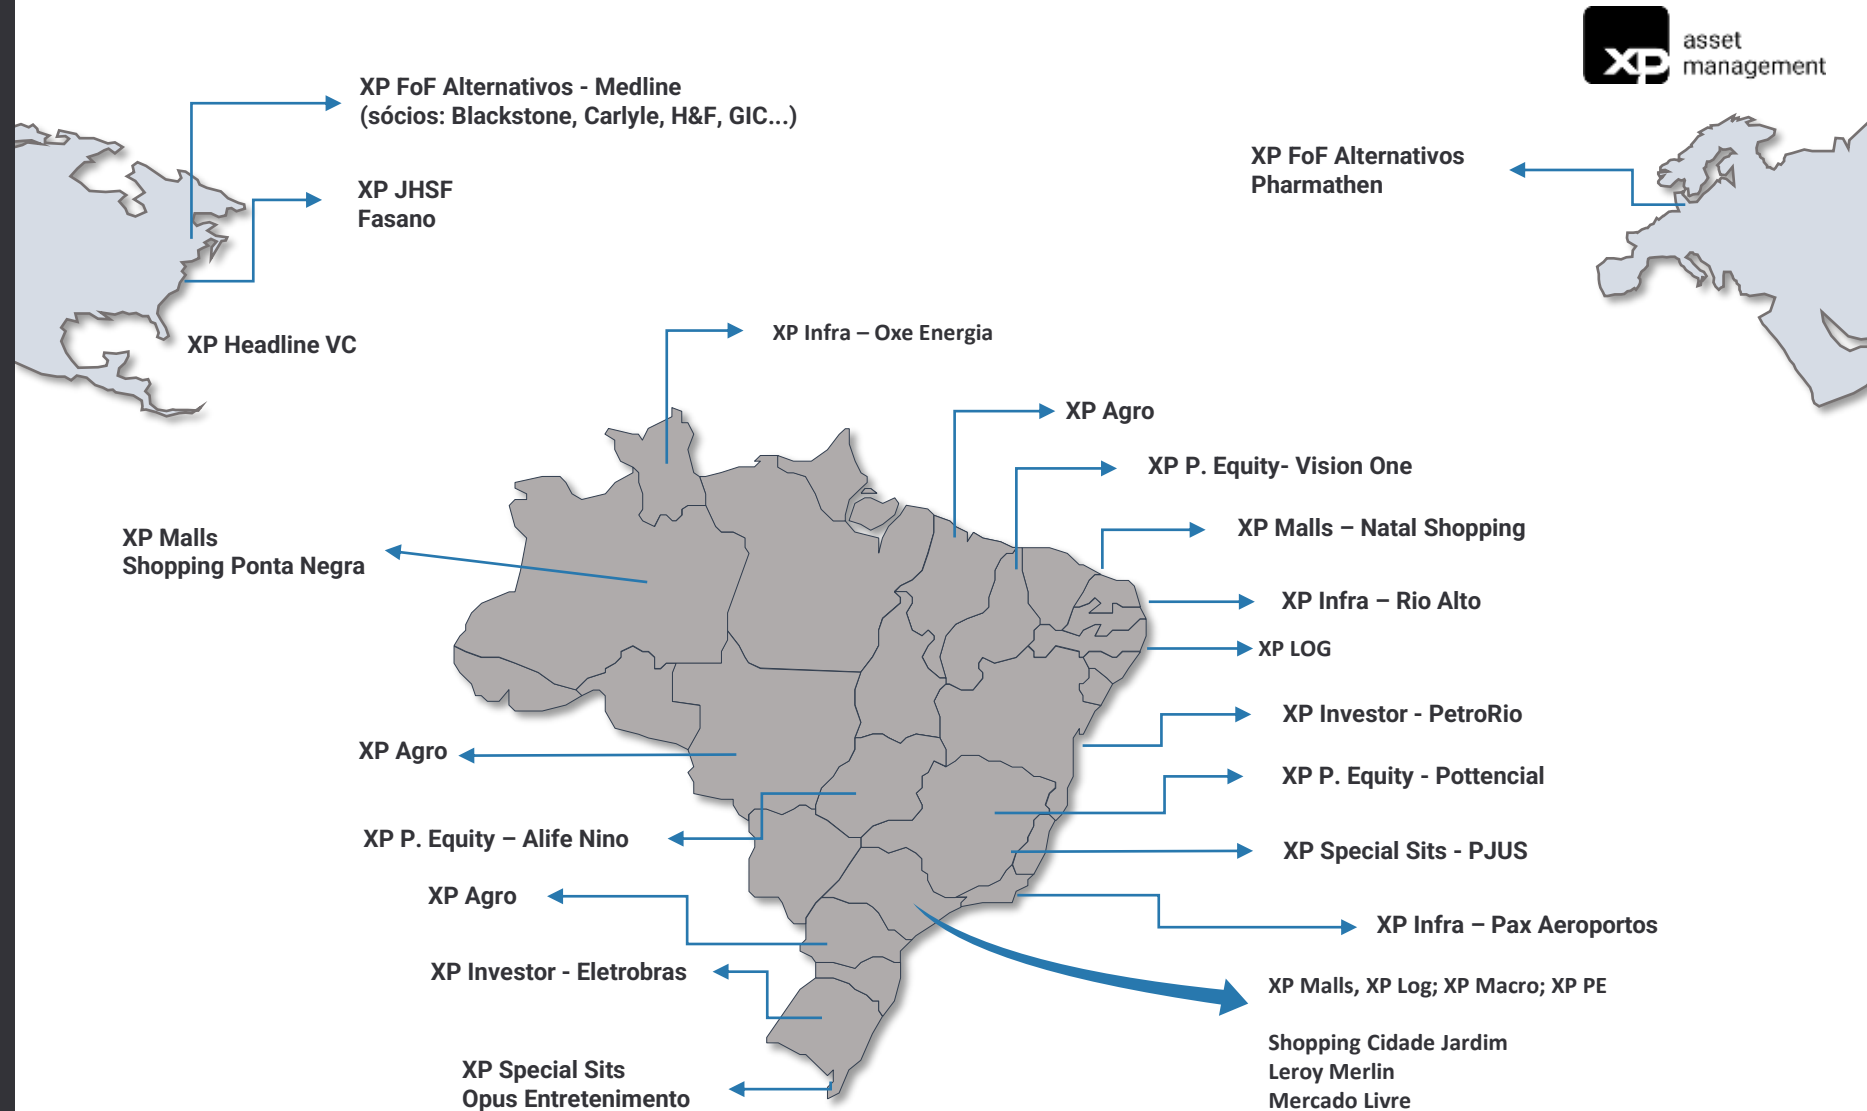 XP asset
management
XP FoF Alternativos - Medline
(sócios: Blackstone, Carlyle, H&F, GIC...)
XP FoF Alternativos
Pharmathen
XP JHSF
Fasano
XP Headline VC
XP Infra – Oxe Energia
XP Agro
XP P. Equity- Vision One
XP Malls – Natal Shopping
XP Malls
Shopping Ponta Negra
XP Infra – Rio Alto
XP LOG
XP Investor - PetroRio
XP Agro
XP P. Equity - Pottencial
XP P. Equity – Alife Nino
XP Special Sits - PJUS
XP Agro
XP Infra – Pax Aeroportos
XP Investor - Eletrobras
XP Malls, XP Log; XP Macro; XP PE
Shopping Cidade Jardim
Leroy Merlin
Mercado Livre
XP Special Sits
Opus Entretenimento